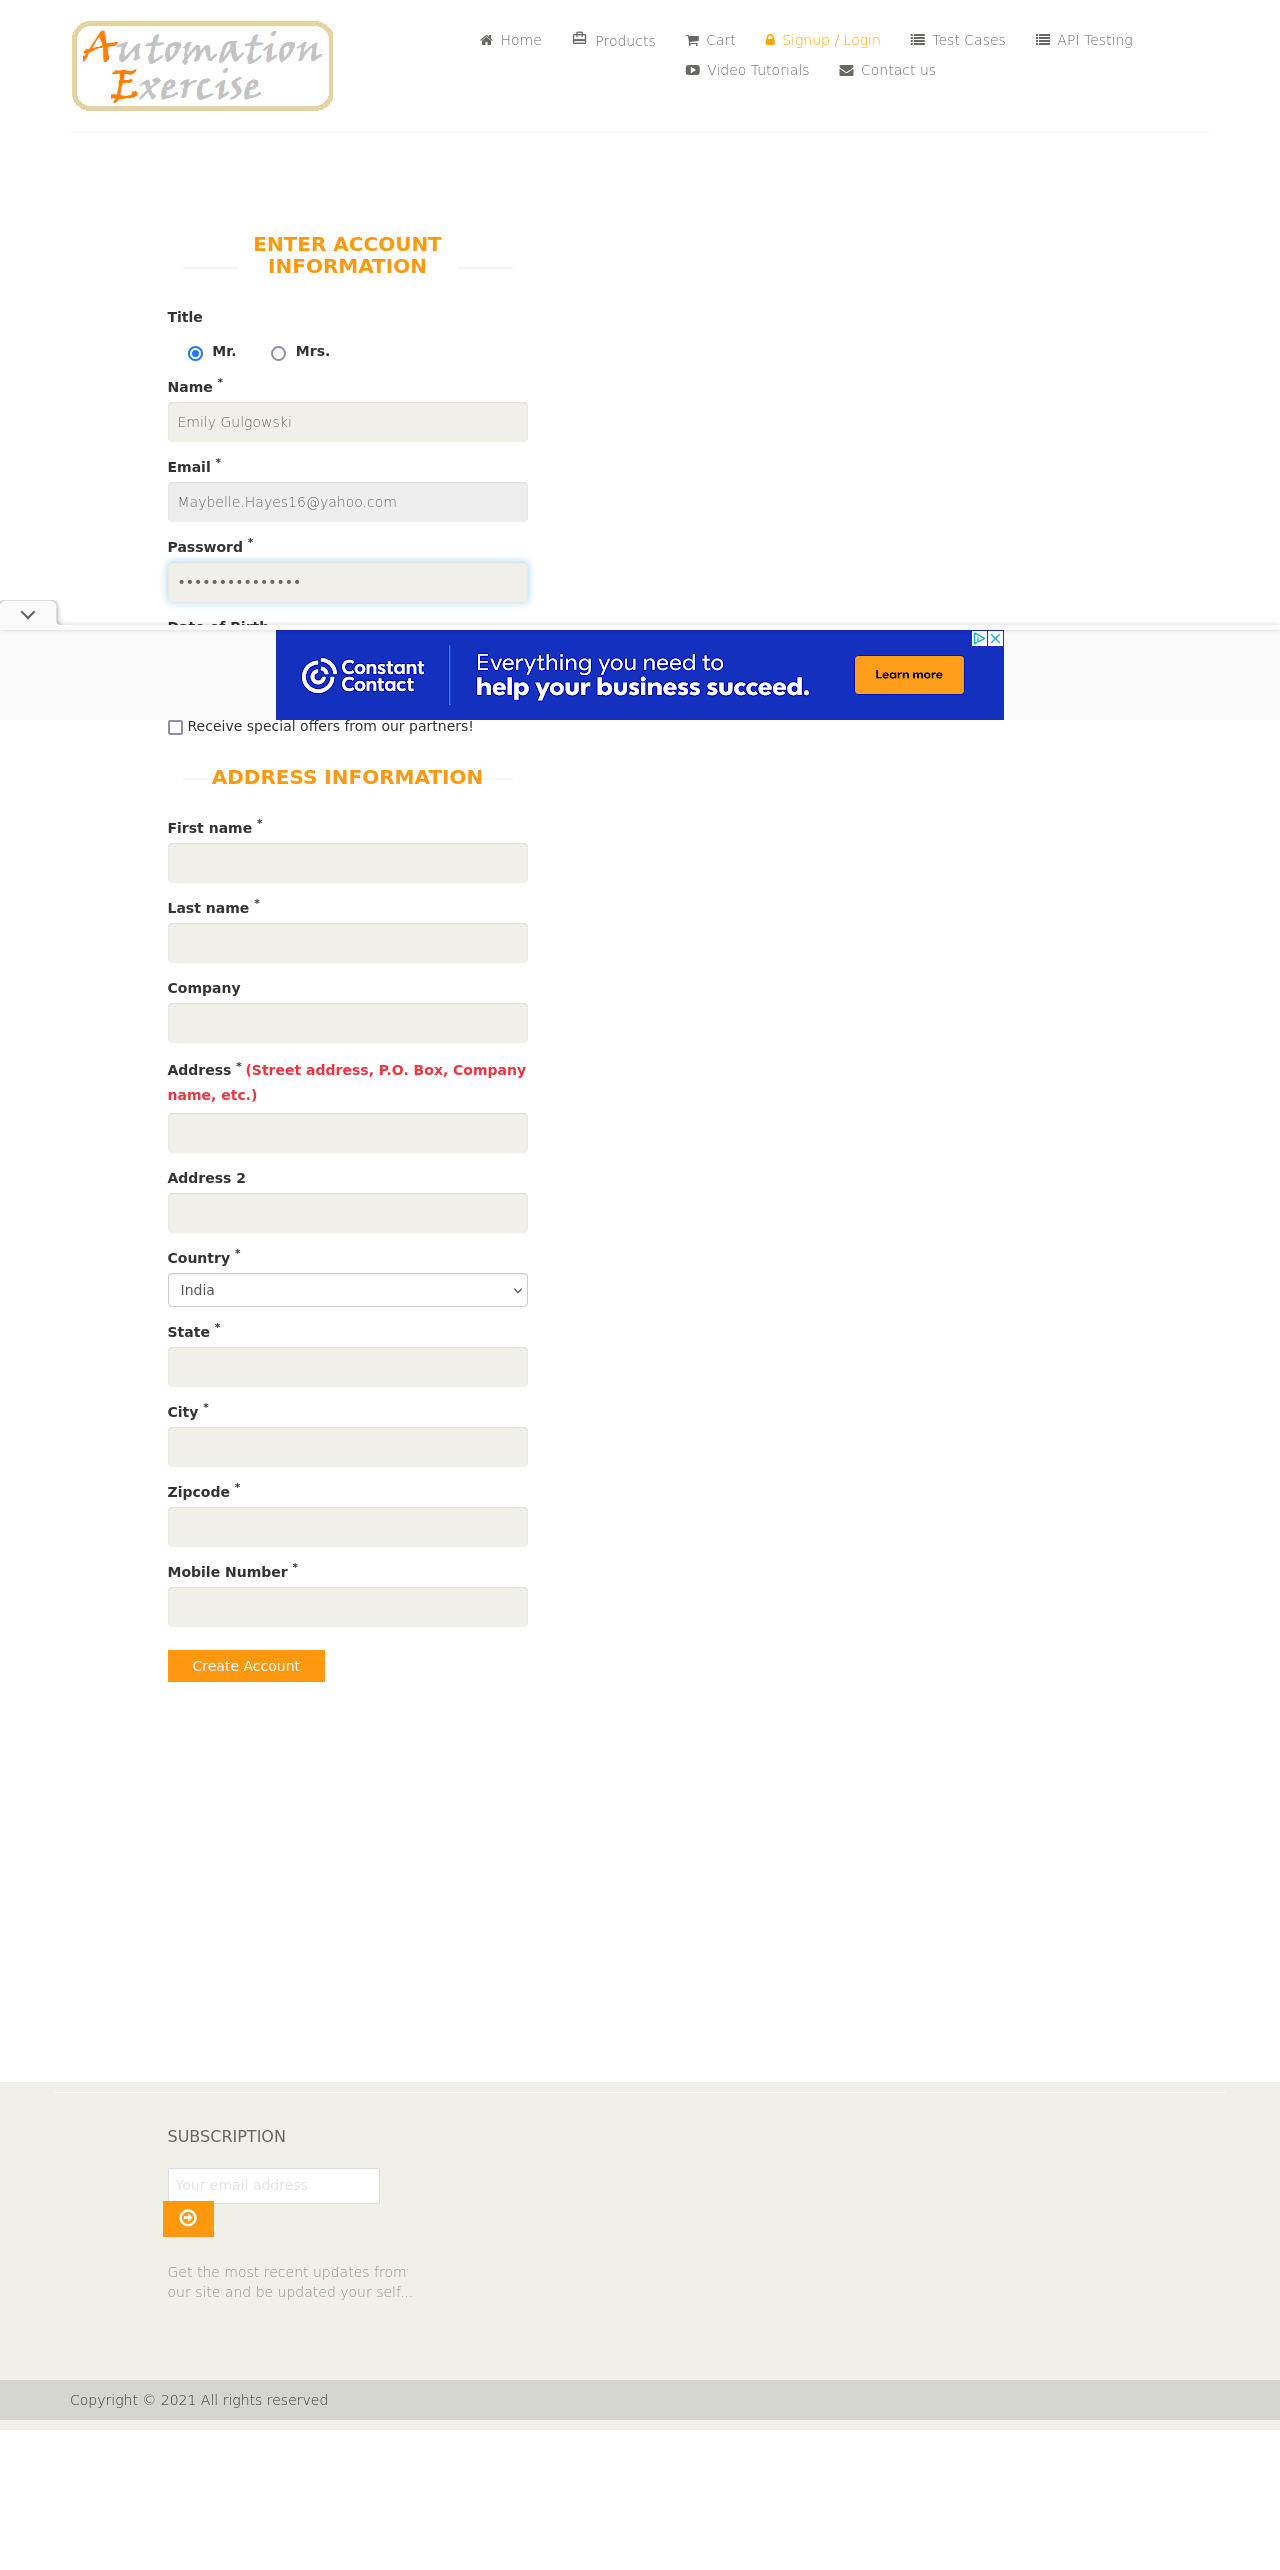 Automation
Exercise
Home
Products
Cart
Signup / Login
Test Cases
API Testing
Video Tutorials
Contact us
ENTER ACCOUNT
INFORMATION
Title
Mr.
Mrs.
Name *
Emily Gulgowski
Email *
Maybelle.Hayes16@yahoo.com
Password *
•••••••••••••••
Date of Birth
Constant
Contact
Everything you need to
help your business succeed.
Learn more
Receive special offers from our partners!
ADDRESS INFORMATION
First name *
Last name *
Company
Address * (Street address, P.O. Box, Company
name, etc.)
Address 2
Country *
India
State *
City *
Zipcode *
Mobile Number *
Create Account
SUBSCRIPTION
Your email address
Get the most recent updates from
our site and be updated your self...
Copyright © 2021 All rights reserved